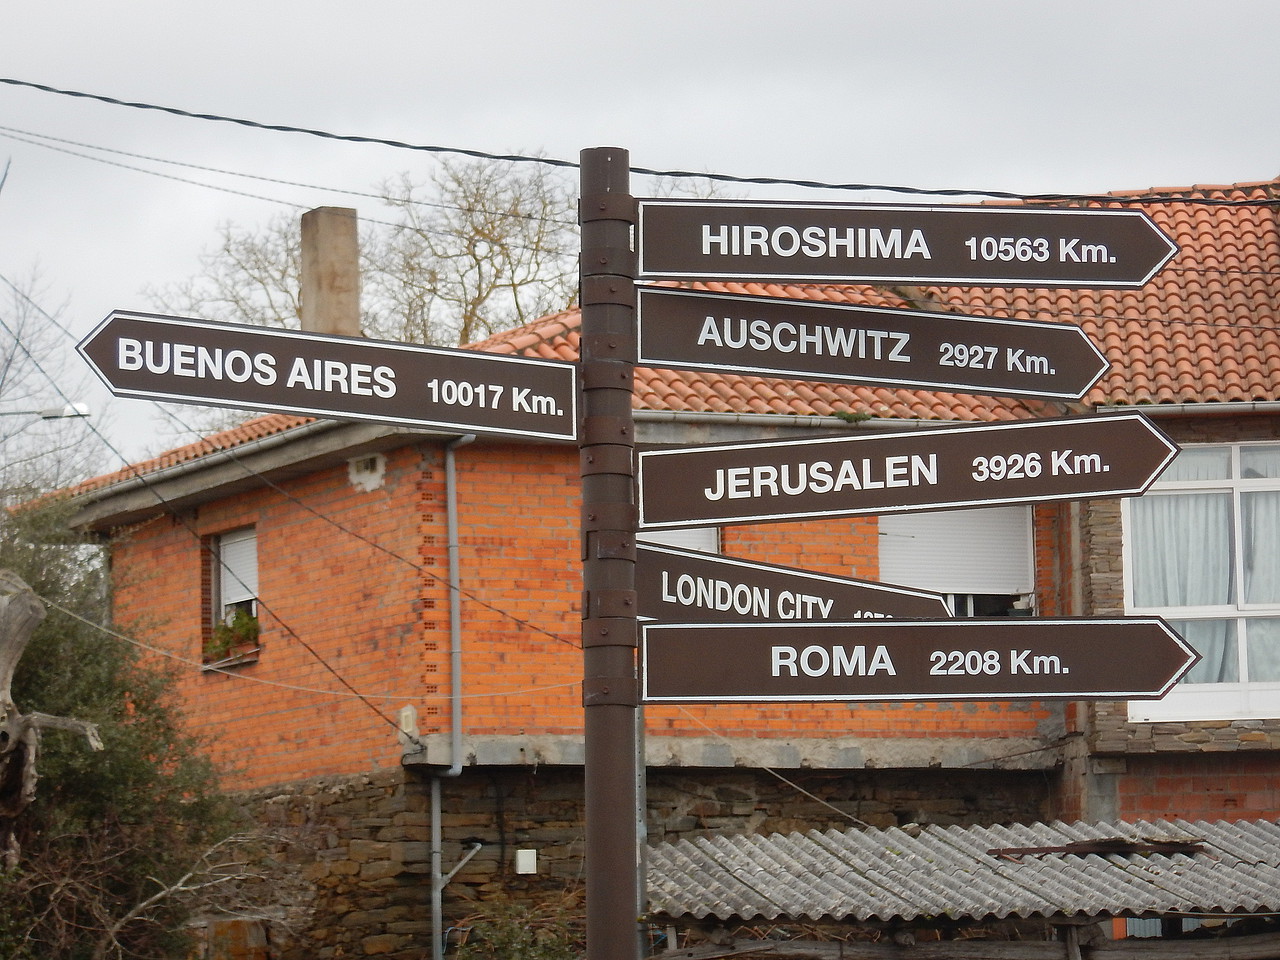 HIROSHIMA 10563 Km.
AUSCHWITZ 2927 Km.
BUENOS AIRES 10017 Km.
JERUSALEN 3926 Km.
LONDON CITY
ROMA 2208 Km.